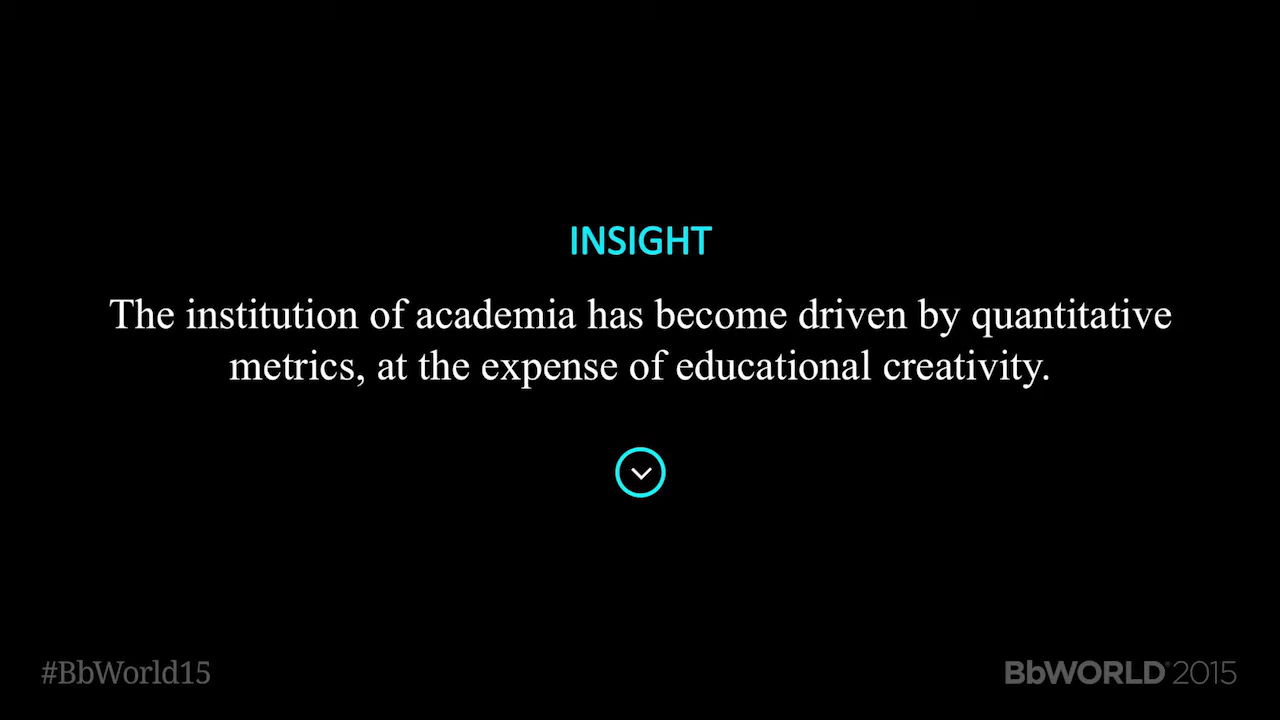 INSIGHT
The institution of academia has become driven by quantitative
metrics, at the expense of educational creativity.
#BbWorld15
BbWORLD® 2015